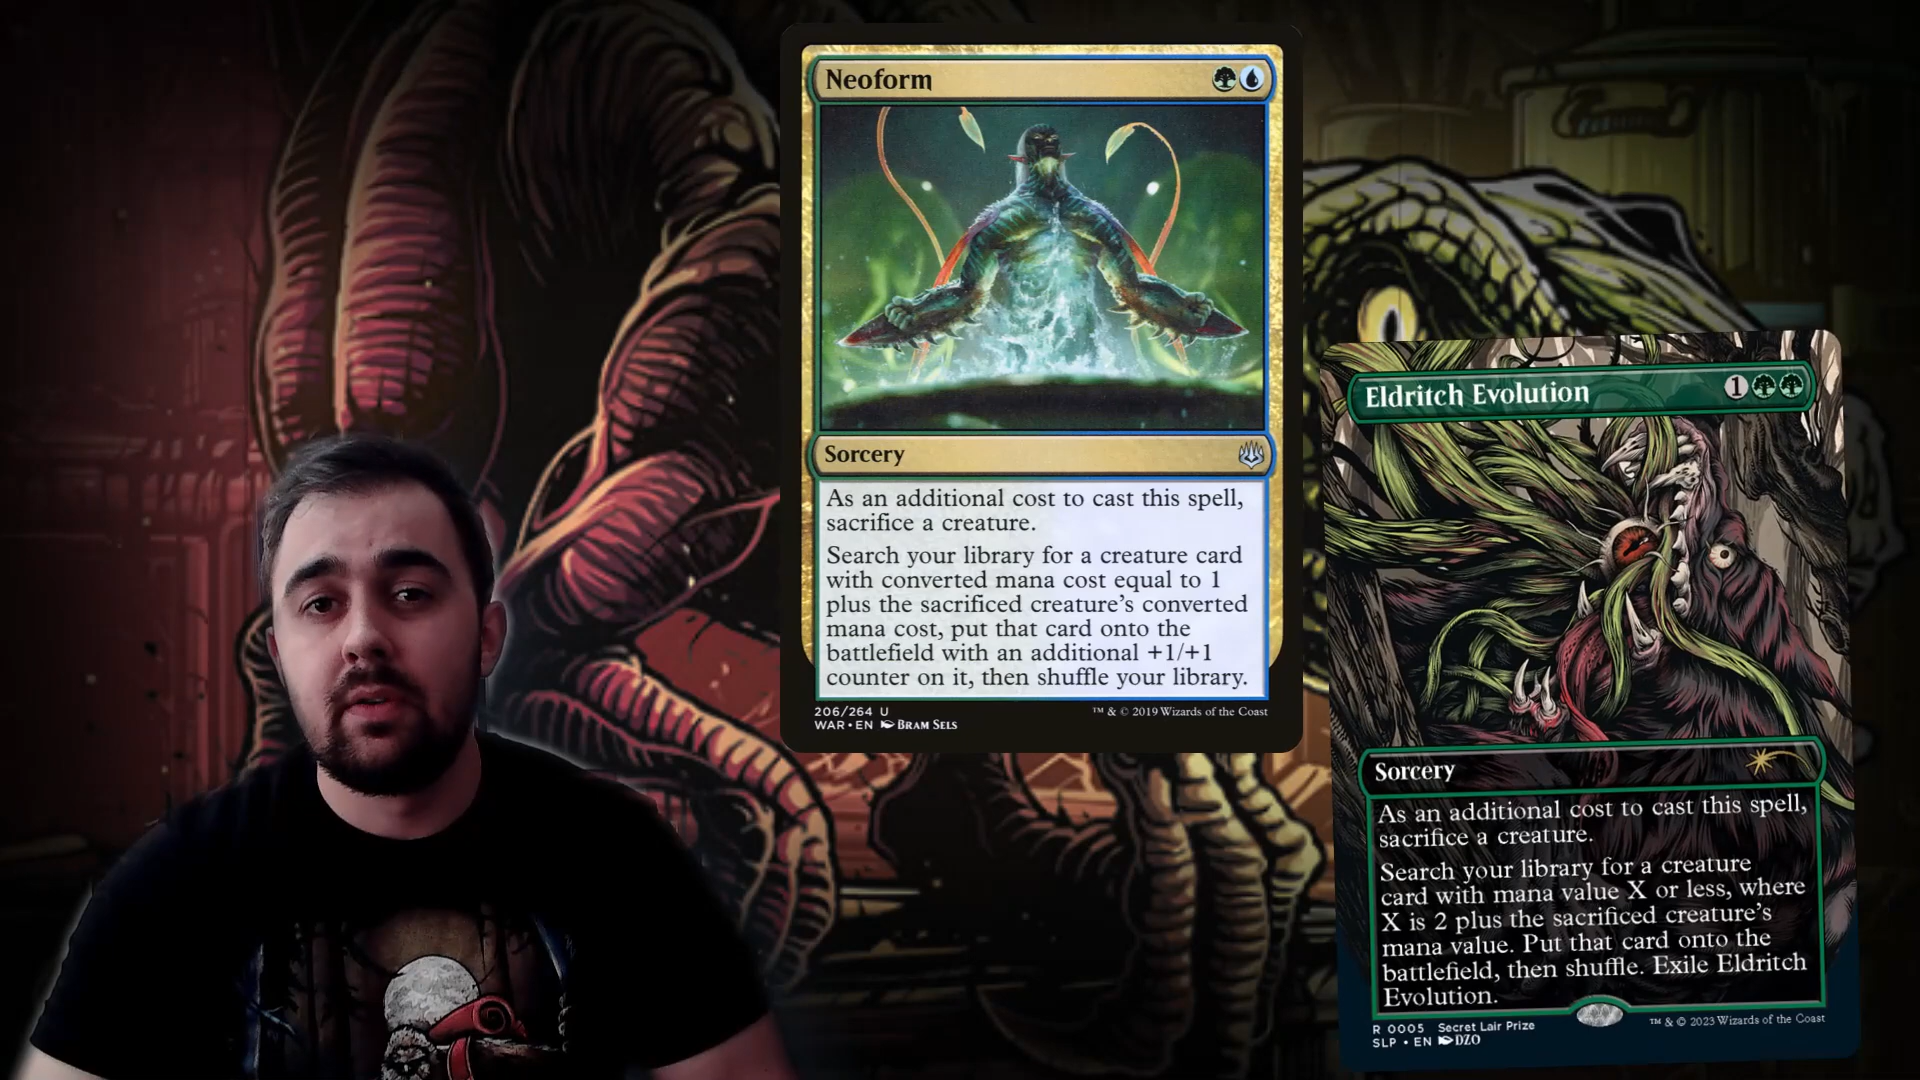 Neoform
Sorcery
As an additional cost to cast this spell,
sacrifice a creature.
Search your library for a creature card
with converted mana cost equal to 1
plus the sacrificed creature's converted
mana cost, put that card onto the
battlefield with an additional +1/+1
counter on it, then shuffle your library.
206/264 U
WAR • EN BRAM SELS
™ & © 2019 Wizards of the Coast
Eldritch Evolution 1
Sorcery
As an additional cost to cast this spell,
sacrifice a creature.
Search your library for a creature
card with mana value X or less, where
X is 2 plus the sacrificed creature's
mana value. Put that card onto the
battlefield, then shuffle. Exile Eldritch
Evolution.
R 0005 Secret Lair Prize
SLP • EN DZO
™ & © 2023 Wizards of the Coast